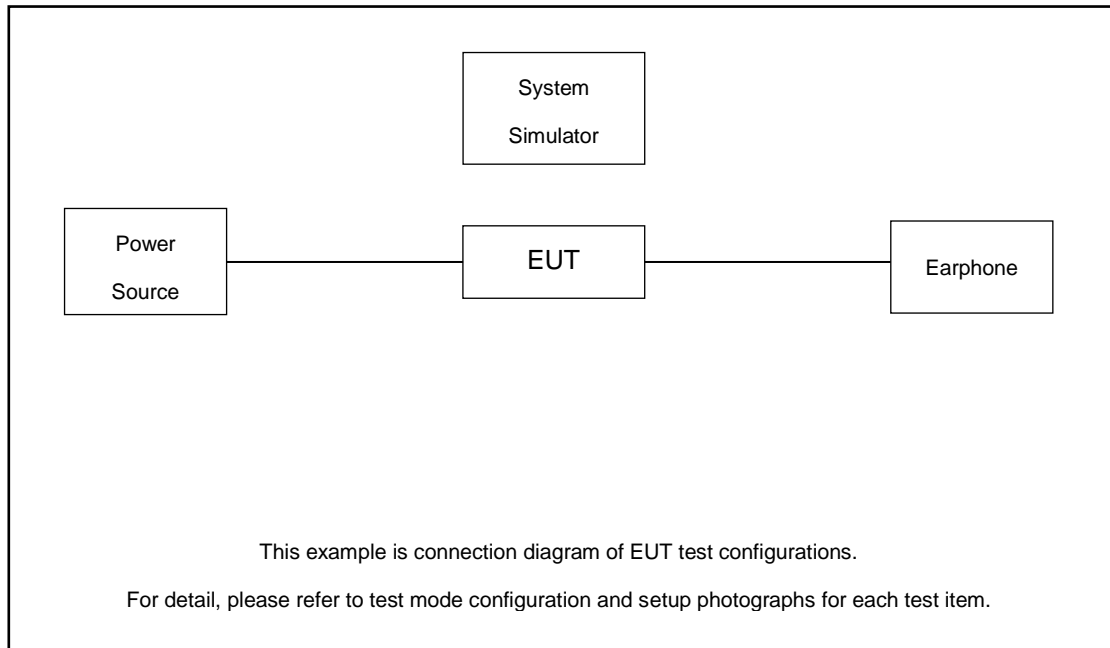 System
Simulator
Power
Source
EUT
Earphone
This example is connection diagram of EUT test configurations.
For detail, please refer to test mode configuration and setup photographs for each test item.